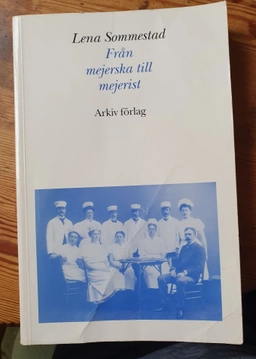 Lena Sommestad
Från
mejerska till
mejerist
Arkiv förlag